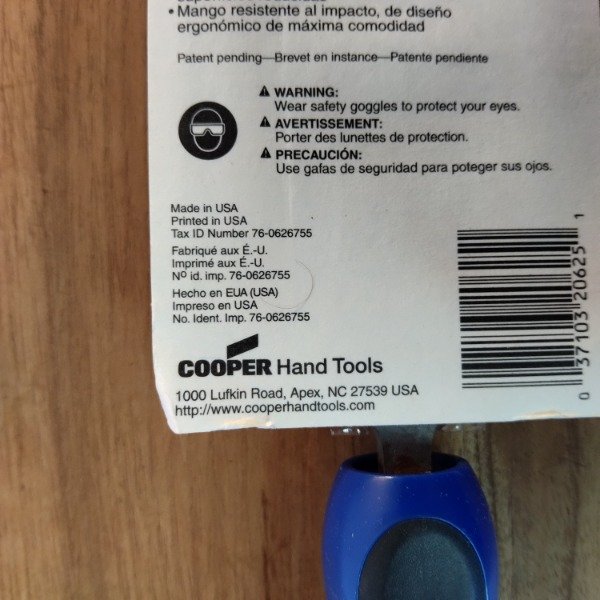 • Mango resistente al impacto, de diseño
ergonómico de máxima comodidad
Patent pending—Brevet en instance—Patente pendiente
WARNING:
Wear safety goggles to protect your eyes.
AVERTISSEMENT:
Porter des lunettes de protection.
PRECAUCIÓN:
Use gafas de seguridad para poteger sus ojos.
Made in USA
Printed in USA
Tax ID Number 76-0626755
Fabriqué aux É.-U.
Imprimé aux É.-U.
Nº id. imp. 76-0626755
Hecho en EUA (USA)
Impreso en USA
No. Ident. Imp. 76-0626755
COOPER Hand Tools
1000 Lufkin Road, Apex, NC 27539 USA
http://www.cooperhandtools.com
0 37103 20625 1